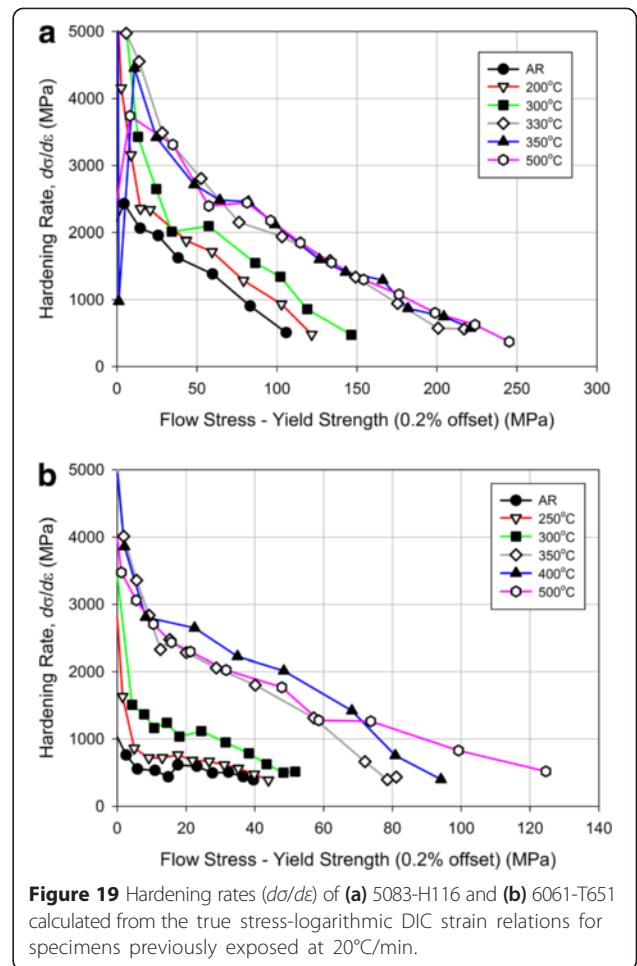 a
5000
4000
3000
2000
1000
0
Hardening Rate, dσ/dε (MPa)
AR
200°C
300°C
330°C
350°C
500°C
0 50 100 150 200 250 300
Flow Stress - Yield Strength (0.2% offset) (MPa)
b
5000
4000
3000
2000
1000
0
Hardening Rate, dσ/dε (MPa)
AR
250°C
300°C
350°C
400°C
500°C
0 20 40 60 80 100 120 140
Flow Stress - Yield Strength (0.2% offset) (MPa)
Figure 19 Hardening rates (dσ/dε) of (a) 5083-H116 and (b) 6061-T651
calculated from the true stress-logarithmic DIC strain relations for
specimens previously exposed at 20°C/min.